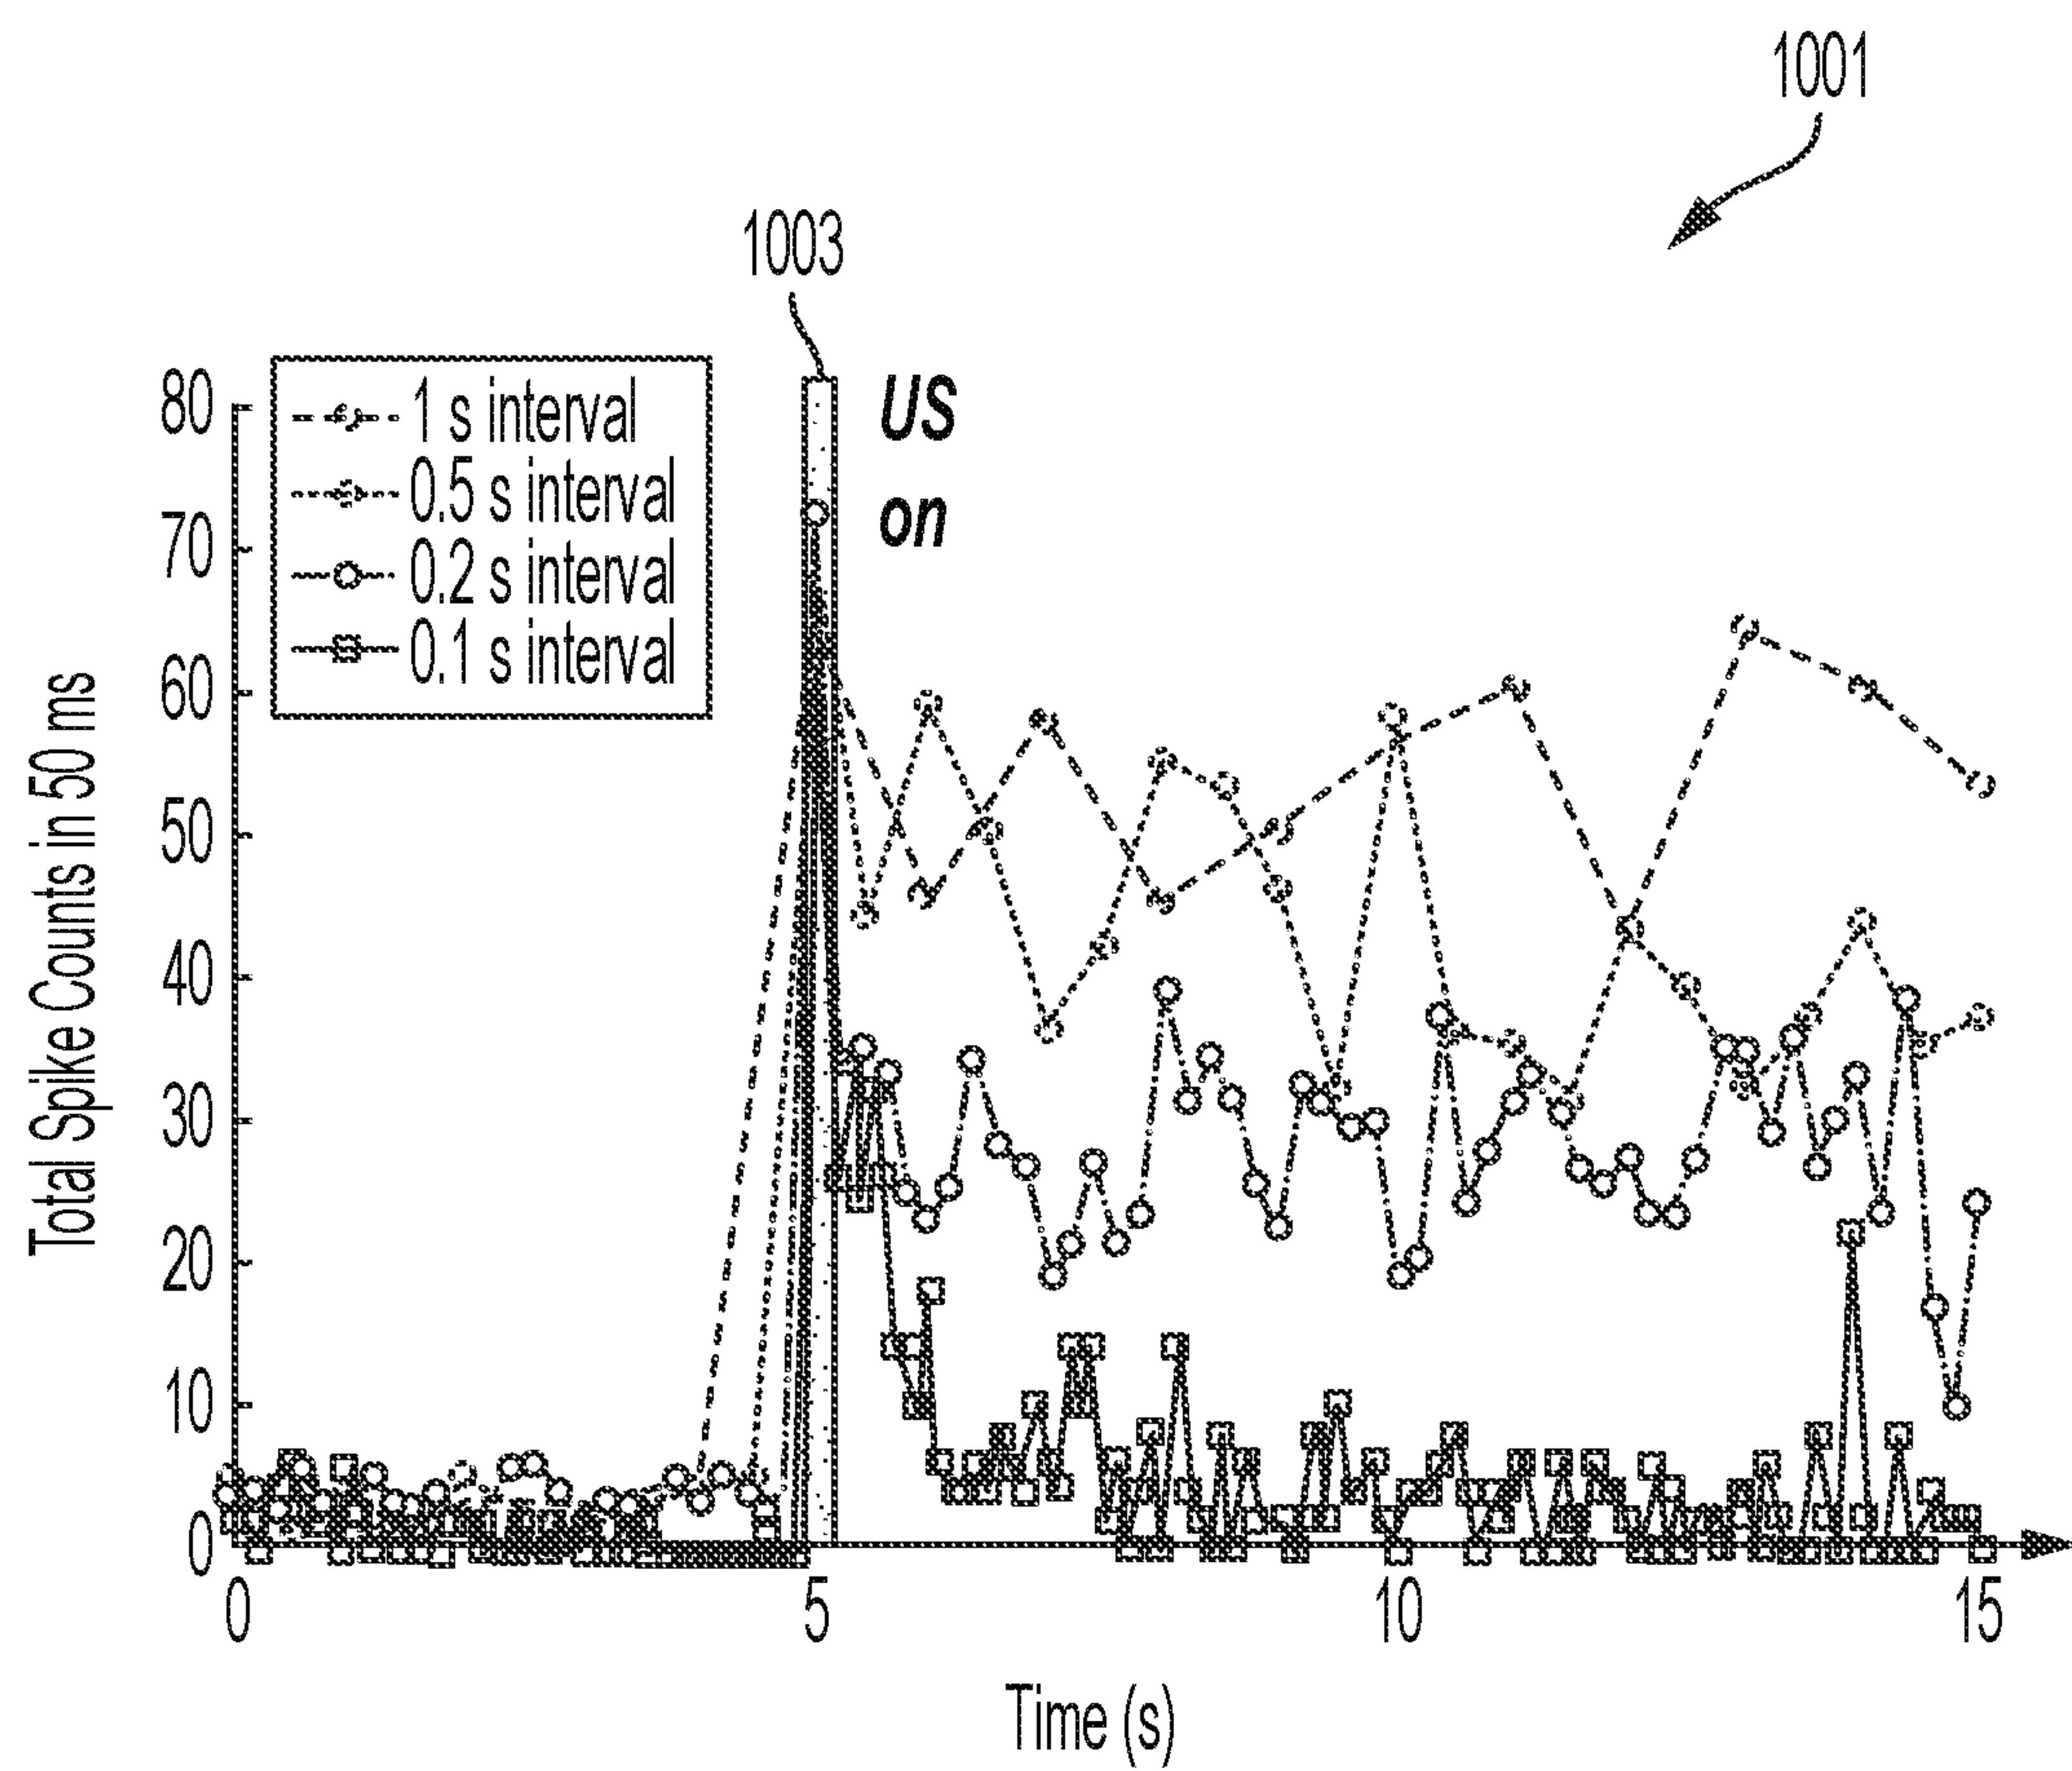 1001
1003
US
on
1 s interval
0.5 s interval
0.2 s interval
0.1 s interval
80
70
60
50
40
30
20
10
0
Total Spike Counts in 50 ms
0 5 10 15
Time (s)